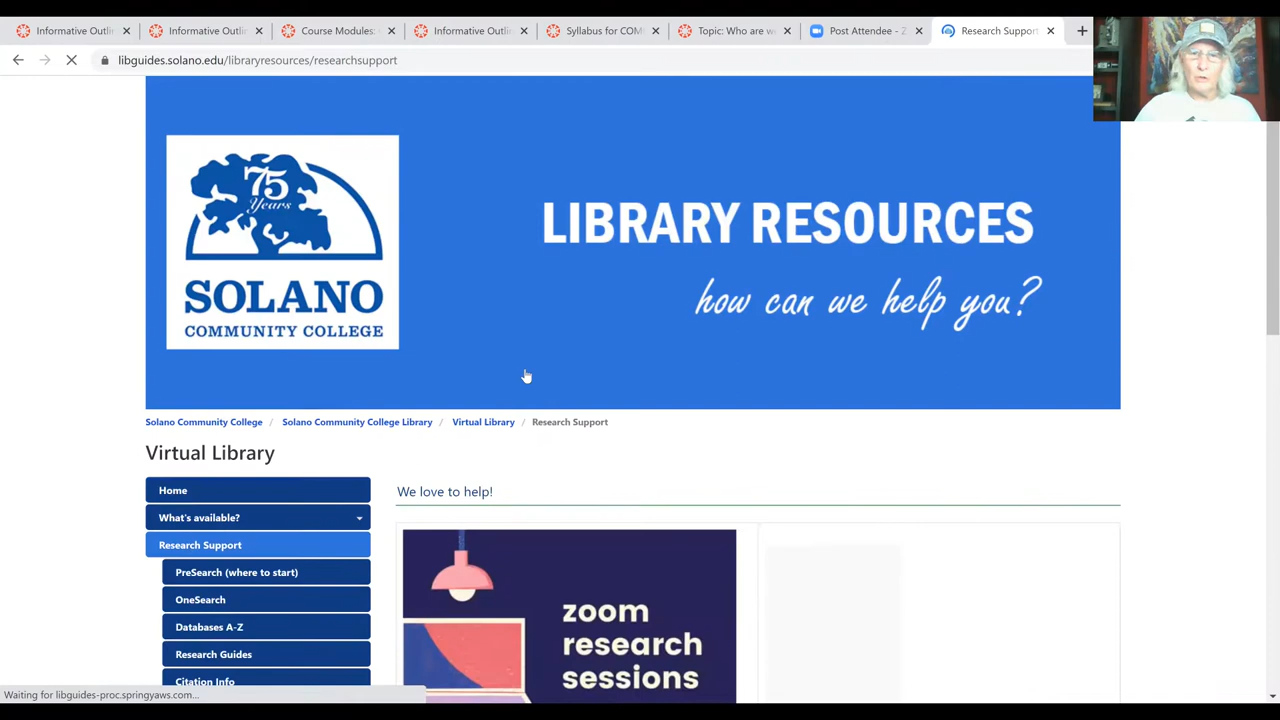 Informative Outli
Informative Outlin
Course Modules:
Informative Outlin
Syllabus for COM
Topic: Who are w
Post Attendee - Z
Research Support
libguides.solano.edu/libraryresources/researchsupport
75
Years
SOLANO
COMMUNITY COLLEGE
LIBRARY RESOURCES
how can we help you?
Solano Community College / Solano Community College Library / Virtual Library / Research Support
Virtual Library
Home
What's available?
Research Support
PreSearch (where to start)
OneSearch
Databases A-Z
Research Guides
Citation Info
We love to help!
zoom
research
sessions
Waiting for libguides-proc.springyaws.com...